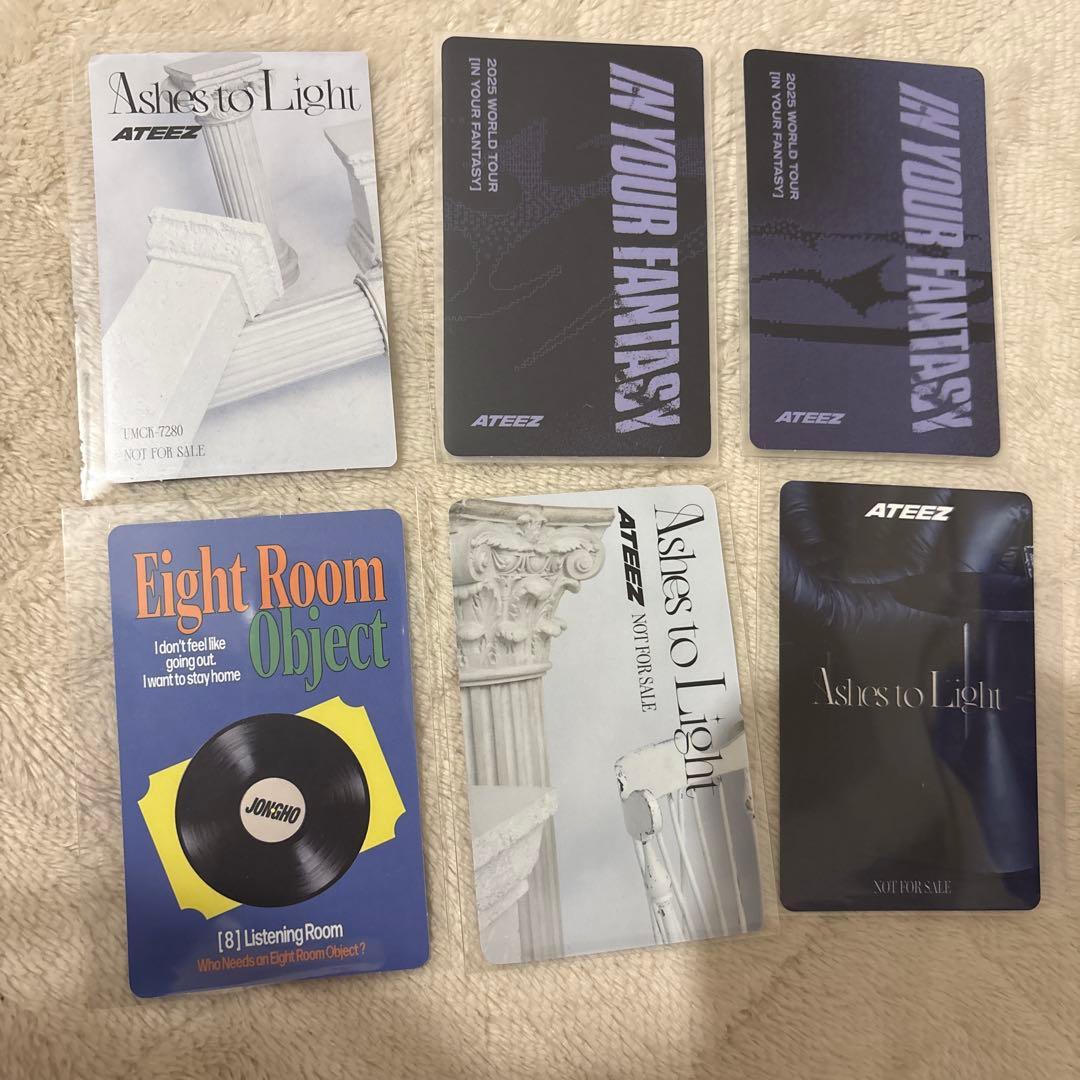 Ashes to Light
ATEEZ
UMCK-7280
NOT FOR SALE
2025 WORLD TOUR
[IN YOUR FANTASY]
IN YOUR FANTASY
ATEEZ
2025 WORLD TOUR
[IN YOUR FANTASY]
IN YOUR FANTASY
ATEEZ
Eight Room
Object
I don't feel like
going out.
I want to stay home
JONGHO
[8] Listening Room
Who Needs an Eight Room Object?
Ashes to Light
ATEEZ NOT FOR SALE
ATEEZ
Ashes to Light
NOT FOR SALE